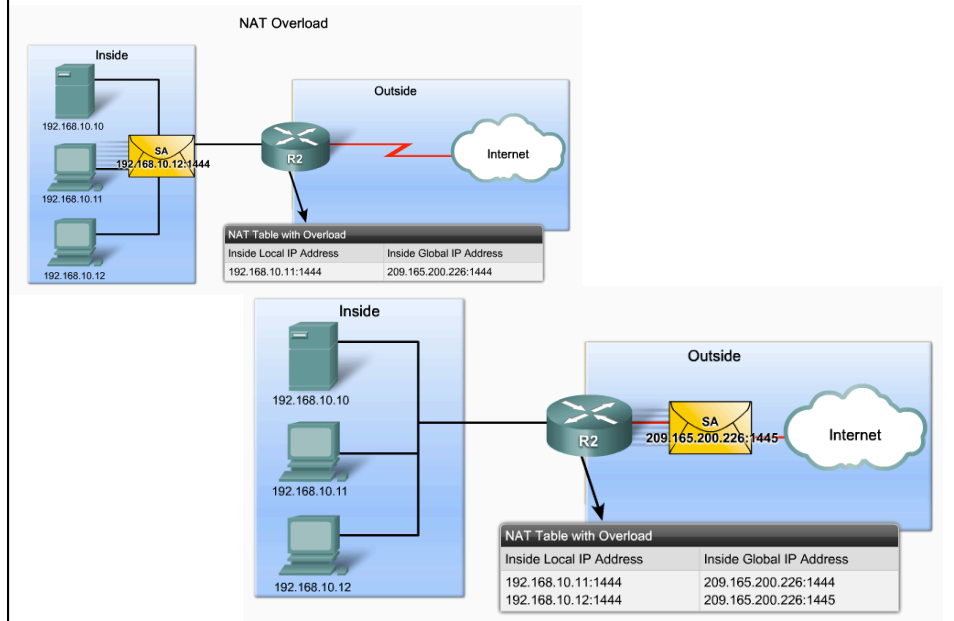 NAT Overload
Inside
192.168.10.10
SA
192.168.10.12:1444
192.168.10.11
192.168.10.12
Outside
R2
Internet
NAT Table with Overload
Inside Local IP Address Inside Global IP Address
192.168.10.11:1444 209.165.200.226:1444
Inside
192.168.10.10
192.168.10.11
192.168.10.12
Outside
R2
SA
209.165.200.226:1445
Internet
NAT Table with Overload
Inside Local IP Address Inside Global IP Address
192.168.10.11:1444 209.165.200.226:1444
192.168.10.12:1444 209.165.200.226:1445